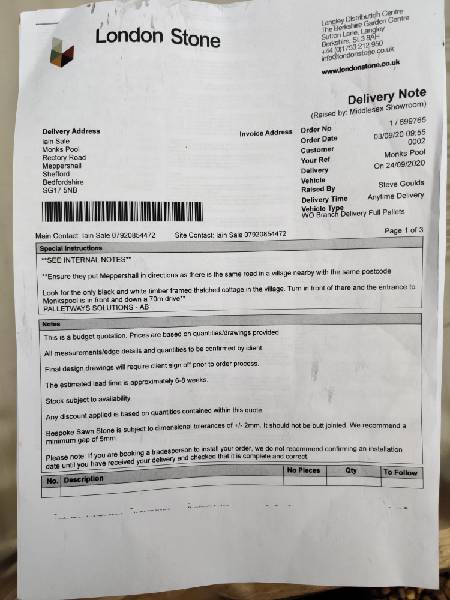 London Stone
Langley Distribution Centre
The Berkshire Garden Centre
Sutton Lane, Langley
Berkshire, SL3 8AH
+44 (0)1753 212 950
info@londonstone.co.uk
www.londonstone.co.uk
Delivery Note
(Raised by: Middlesex Showroom)
Delivery Address
Iain Sale
Monks Pool
Rectory Road
Meppershall
Shefford
Bedfordshire
SG17 5NB
Invoice Address
Order No 1 / 599765
Order Date 03/09/20 09:55
Customer 0002
Your Ref Monks Pool
Delivery On 24/09/2020
Vehicle
Raised By Steve Goulds
Delivery Time Anytime Delivery
Vehicle Type
WO Branch Delivery Full Pallets
Main Contact: Iain Sale 07920854472 Site Contact: Iain Sale 07920854472 Page 1 of 3
Special Instructions
**SEE INTERNAL NOTES**
**Ensure they put Meppershall in directions as there is the same road in a village nearby with the same postcode
Look for the only black and white timber framed thatched cottage in the village. Turn in front of there and the entrance to
Monkspool is in front and down a 70m drive**
PALLETWAYS SOLUTIONS - AB
Notes
This is a budget quotation. Prices are based on quantities/drawings provided
All measurements/edge details and quantities to be confirmed by client
Final design drawings will require client sign off prior to order process.
The estimated lead time is approximately 6-8 weeks.
Stock subject to availability
Any discount applied is based on quantities contained within this quote
Bespoke Sawn Stone is subject to dimensional tolerances of +/- 2mm. It should not be butt jointed. We recommend a
minimum gap of 5mm
Please note: If you are booking a tradesperson to install your order, we do not recommend confirming an installation
date until you have received your delivery and checked that it is complete and correct
No. Description No Pieces Qty To Follow